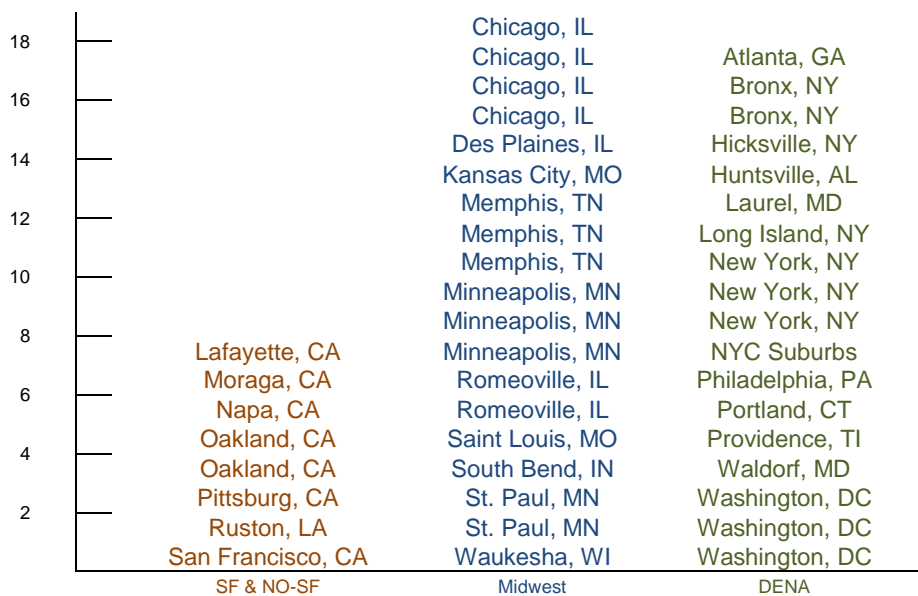 18
16
14
12
10
8
6
4
2
Lafayette, CA
Moraga, CA
Napa, CA
Oakland, CA
Oakland, CA
Pittsburg, CA
Ruston, LA
San Francisco, CA
SF & NO-SF
Chicago, IL
Chicago, IL
Chicago, IL
Chicago, IL
Des Plaines, IL
Kansas City, MO
Memphis, TN
Memphis, TN
Memphis, TN
Minneapolis, MN
Minneapolis, MN
Minneapolis, MN
Romeoville, IL
Romeoville, IL
Saint Louis, MO
South Bend, IN
St. Paul, MN
St. Paul, MN
Waukesha, WI
Midwest
Atlanta, GA
Bronx, NY
Bronx, NY
Hicksville, NY
Huntsville, AL
Laurel, MD
Long Island, NY
New York, NY
New York, NY
New York, NY
NYC Suburbs
Philadelphia, PA
Portland, CT
Providence, TI
Waldorf, MD
Washington, DC
Washington, DC
Washington, DC
DENA